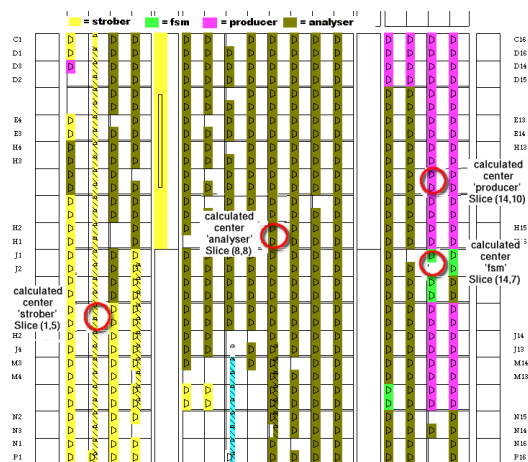 = strober = fsm = producer = analyser
C1
D1
D3
D2
E4
E3
H4
H3
H2
H1
J1
J2
H2
J4
M3
M4
N2
N3
N1
P1
calculated
center
'strober'
Slice (1,5)
calculated
center
'analyser'
Slice (8,8)
calculated
center
'producer'
Slice (14,10)
calculated
center
'fsm'
Slice (14,7)
C16
D16
D14
D15
E13
E14
H13
H15
J14
J13
M14
M13
N15
N14
N16
P16